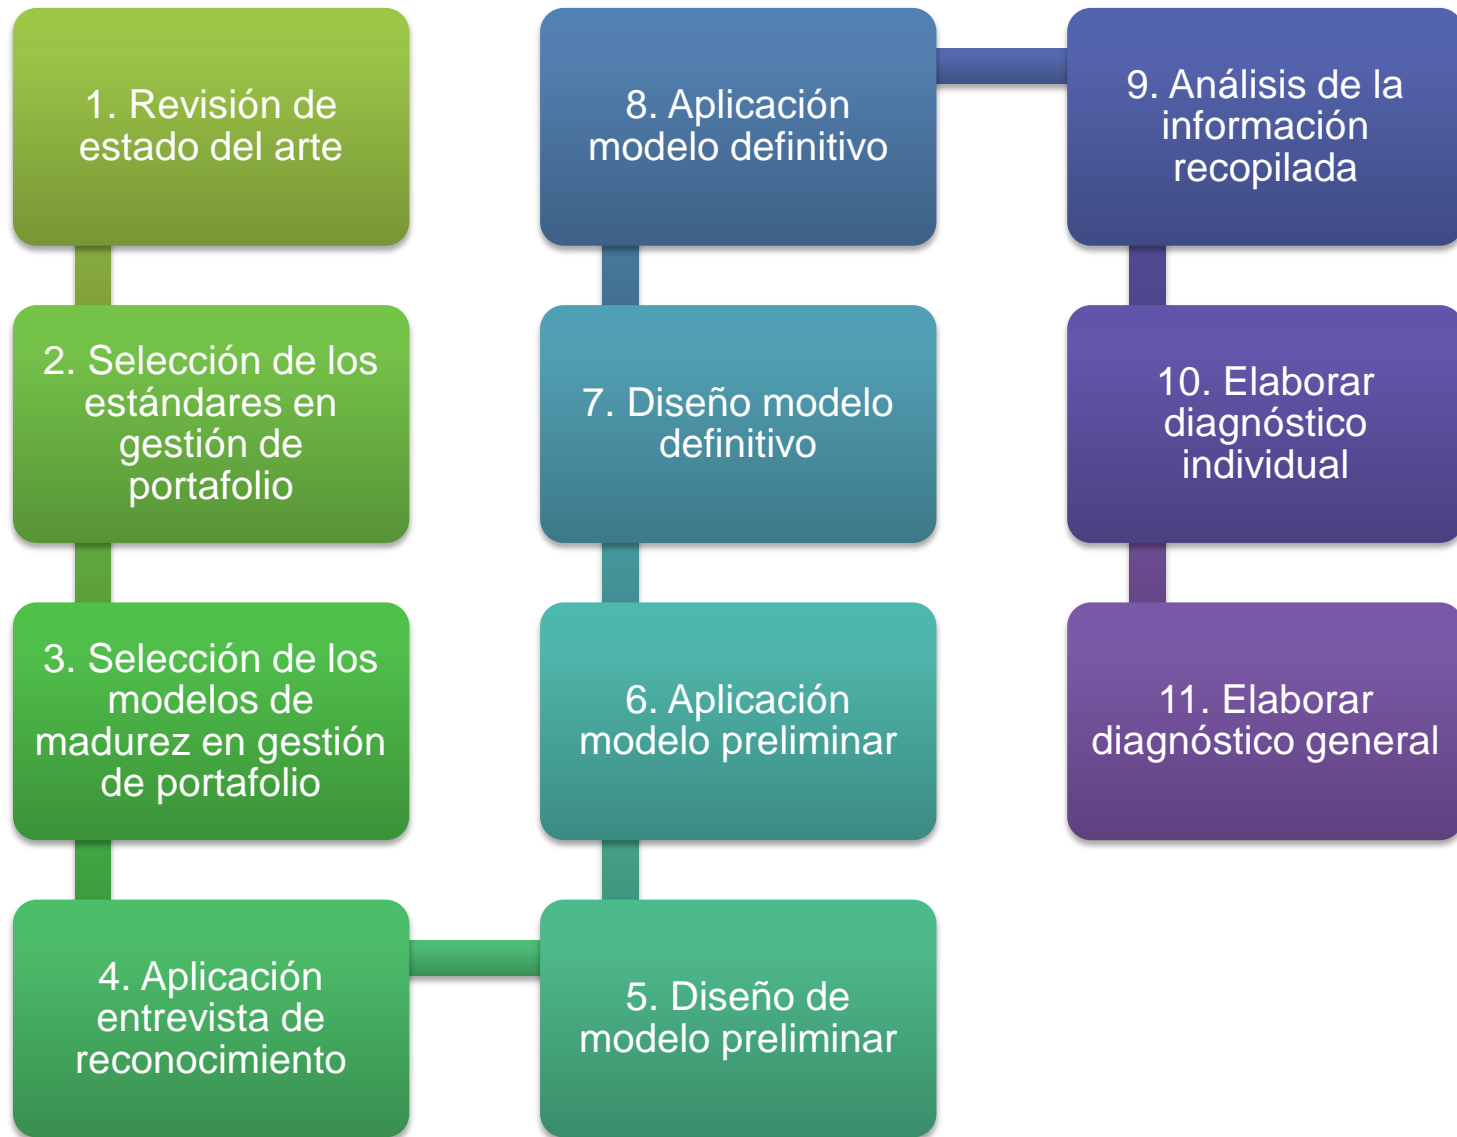 1. Revisión de
estado del arte
2. Selección de los
estándares en
gestión de
portafolio
3. Selección de los
modelos de
madurez en gestión
de portafolio
4. Aplicación
entrevista de
reconocimiento
5. Diseño de
modelo preliminar
6. Aplicación
modelo preliminar
7. Diseño modelo
definitivo
8. Aplicación
modelo definitivo
9. Análisis de la
información
recopilada
10. Elaborar
diagnóstico
individual
11. Elaborar
diagnóstico general